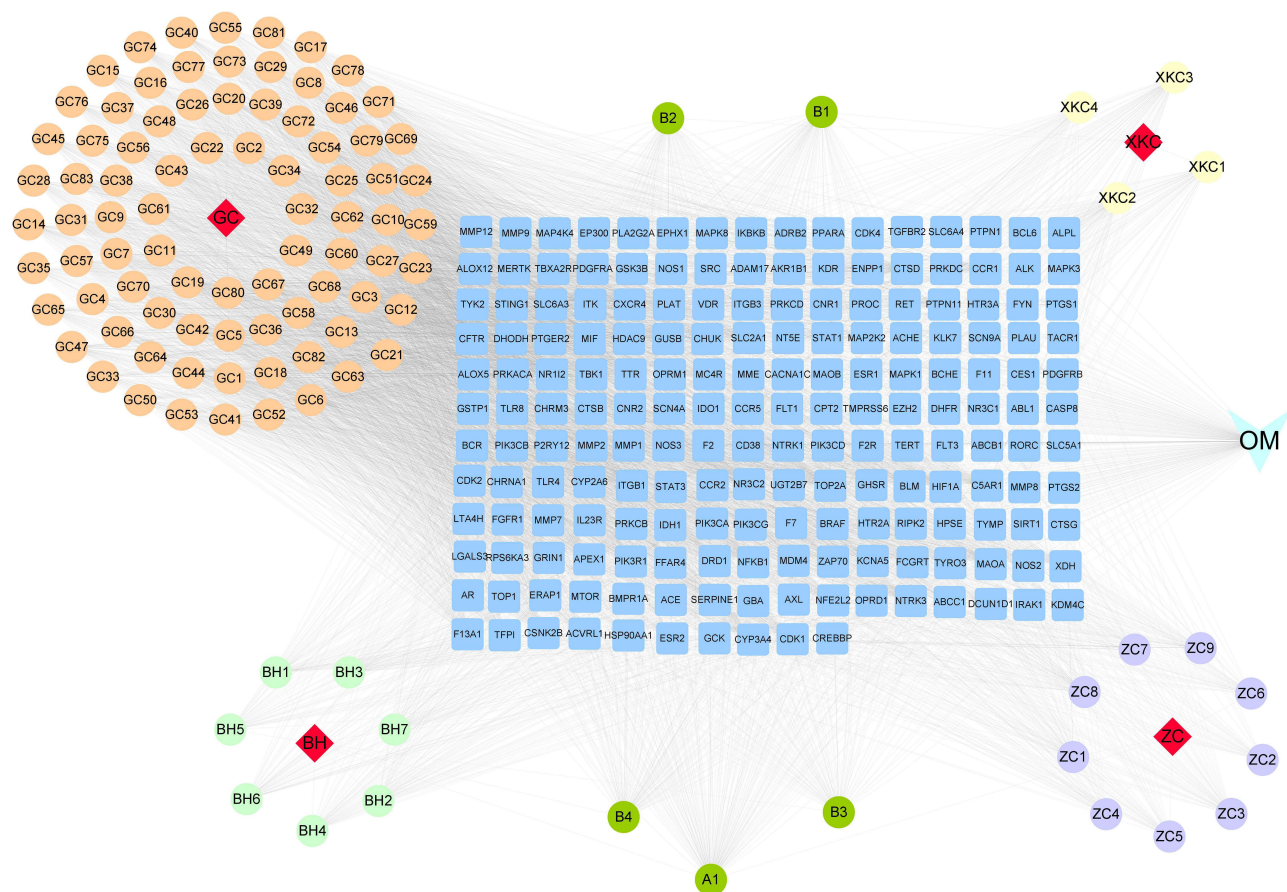 GC40 GC55 GC81
GC74 GC17
GC15 GC77 GC73 GC29 GC78
GC16 GC8
GC76 GC37 GC26 GC20 GC39 GC46 GC71
GC45 GC75 GC56 GC48 GC72 GC54 GC79 GC69
GC22 GC2
GC28 GC83 GC38 GC43 GC34 GC25 GC51 GC24
GC14 GC31 GC9 GC61 GC32 GC62 GC10 GC59
GC
GC35 GC57 GC7 GC11 GC49 GC60 GC27 GC23
GC65 GC4 GC70 GC19 GC80 GC67 GC68 GC3 GC12
GC47 GC66 GC30 GC42 GC5 GC36 GC58 GC13 GC21
GC33 GC64 GC44 GC1 GC18 GC82 GC63
GC50 GC53 GC41 GC52 GC6
B2 B1
XKC3
XKC4
XKC
XKC1
XKC2
MMP12 MMP9 MAP4K4 EP300 PLA2G2A EPHX1 MAPK8 IKBKB ADRB2 PPARA CDK4 TGFBR2 SLC6A4 PTPN1 BCL6 ALPL
ALOX12 MERTK TBXA2R PDGFRA GSK3B NOS1 SRC ADAM17 AKR1B1 KDR ENPP1 CTSD PRKDC CCR1 ALK MAPK3
TYK2 STING1 SLC6A3 ITK CXCR4 PLAT VDR ITGB3 PRKCD CNR1 PROC RET PTPN11 HTR3A FYN PTGS1
CFTR DHODH PTGER2 MIF HDAC9 GUSB CHUK SLC2A1 NT5E STAT1 MAP2K2 ACHE KLK7 SCN9A PLAU TACR1
ALOX5 PRKACA NR1I2 TBK1 TTR OPRM1 MC4R MME CACNA1C MAOB ESR1 MAPK1 BCHE F11 CES1 PDGFRB
GSTP1 TLR8 CHRM3 CTSB CNR2 SCN4A IDO1 CCR5 FLT1 CPT2 TMPRSS6 EZH2 DHFR NR3C1 ABL1 CASP8
BCR PIK3CB P2RY12 MMP2 MMP1 NOS3 F2 CD38 NTRK1 PIK3CD F2R TERT FLT3 ABCB1 RORC SLC5A1
OM
CDK2 CHRNA1 TLR4 CYP2A6 ITGB1 STAT3 CCR2 NR3C2 UGT2B7 TOP2A GHSR BLM HIF1A C5AR1 MMP8 PTGS2
LTA4H FGFR1 MMP7 IL23R PRKCB IDH1 PIK3CA PIK3CG F7 BRAF HTR2A RIPK2 HPSE TYMP SIRT1 CTSG
LGALS3 RPS6KA3 GRIN1 APEX1 PIK3R1 FFAR4 DRD1 NFKB1 MDM4 ZAP70 KCNA5 FCGRT TYRO3 MAOA NOS2 XDH
AR TOP1 ERAP1 MTOR BMPR1A ACE SERPINE1 GBA AXL NFE2L2 OPRD1 NTRK3 ABCC1 DCUN1D1 IRAK1 KDM4C
F13A1 TFPI CSNK2B ACVRL1 HSP90AA1 ESR2 GCK CYP3A4 CDK1 CREBBP
BH1 BH3
BH5 BH7
BH
BH6 BH2
BH4
ZC7 ZC9
ZC8 ZC6
ZC
ZC1 ZC2
ZC4 ZC3
ZC5
B4 B3
A1